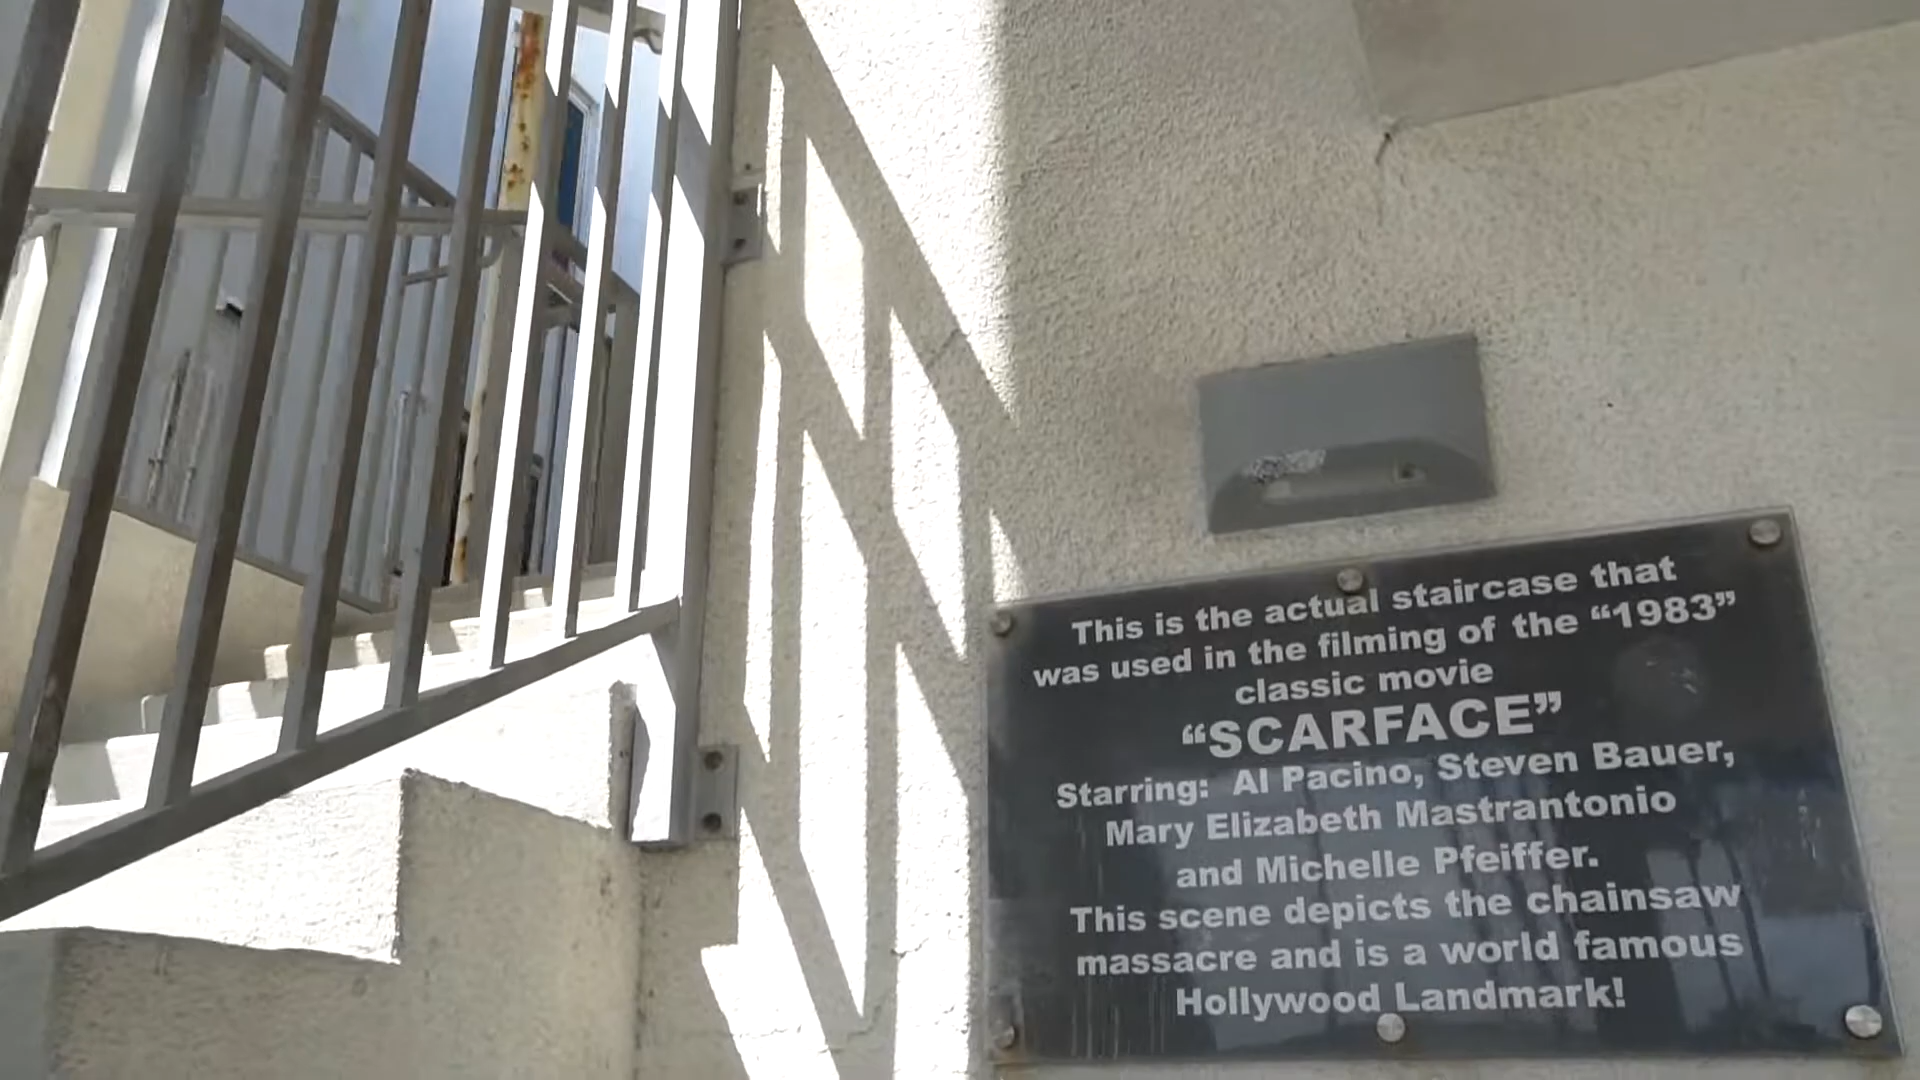 This is the actual staircase that
was used in the filming of the “1983”
classic movie
“SCARFACE”
Starring: Al Pacino, Steven Bauer,
Mary Elizabeth Mastrantonio
and Michelle Pfeiffer.
This scene depicts the chainsaw
massacre and is a world famous
Hollywood Landmark!